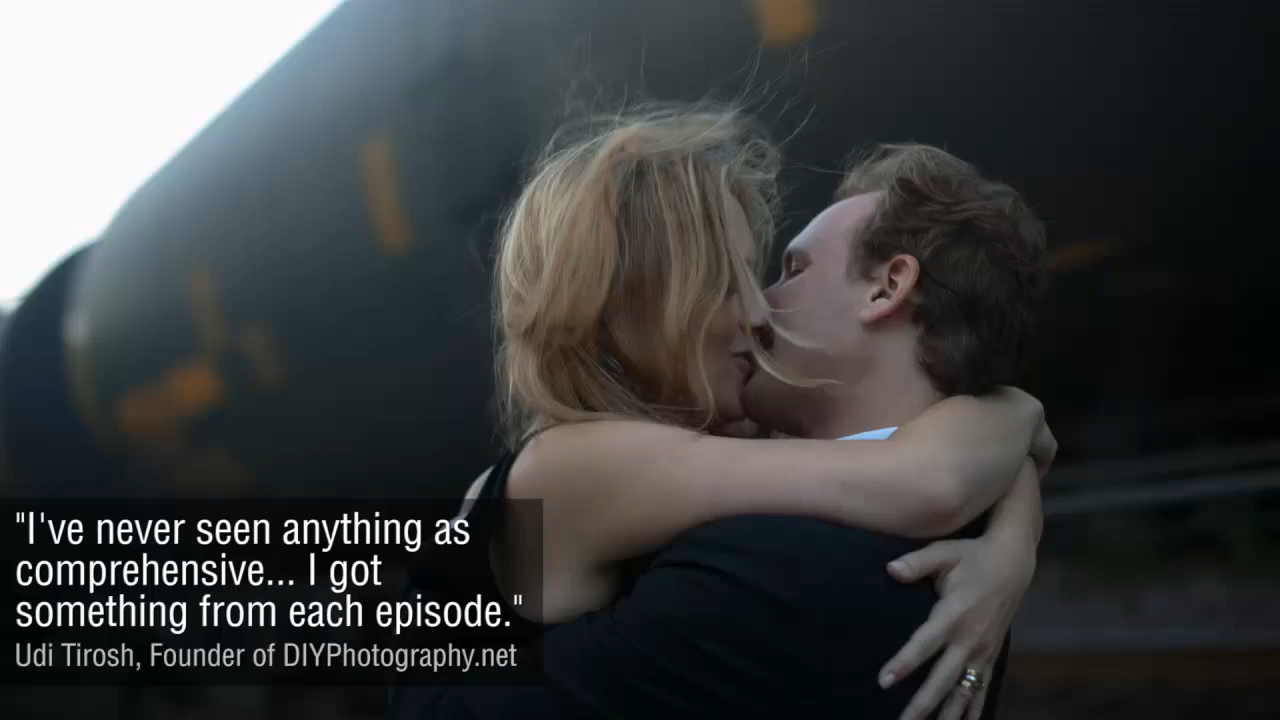 "I've never seen anything as
comprehensive... I got
something from each episode."
Udi Tirosh, Founder of DIYPhotography.net